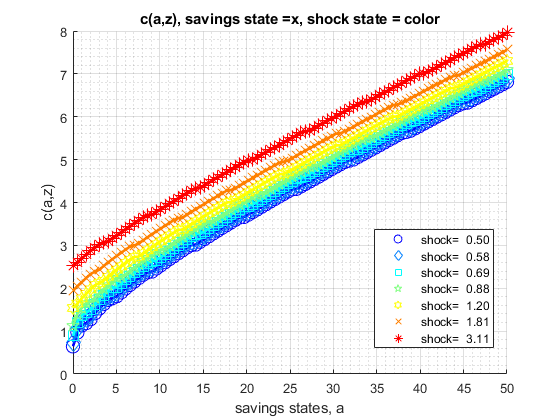 c(a,z), savings state =x, shock state = color
8
7
6
5
4
3
2
1
0
c(a,z)
shock=  0.50
shock=  0.58
shock=  0.69
shock=  0.88
shock=  1.20
shock=  1.81
shock=  3.11
0 5 10 15 20 25 30 35 40 45 50
savings states, a